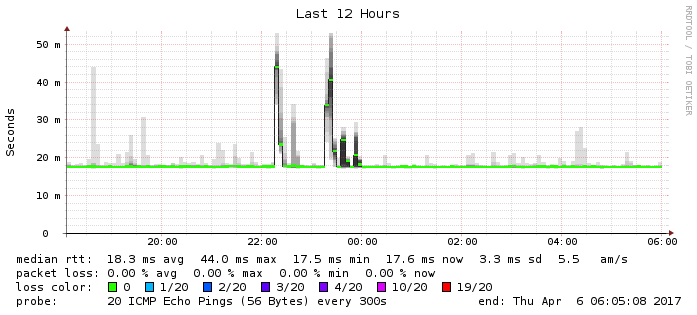 Last 12 Hours
RRDTOOL / TOBI OETIKER
Seconds
50 m
40 m
30 m
20 m
10 m
0
20:00 22:00 00:00 02:00 04:00 06:00
median rtt: 18.3 ms avg 44.0 ms max 17.5 ms min 17.6 ms now 3.3 ms sd 5.5 am/s
packet loss: 0.00 % avg 0.00 % max 0.00 % min 0.00 % now
loss color: 0 1/20 2/20 3/20 4/20 10/20 19/20
probe: 20 ICMP Echo Pings (56 Bytes) every 300s end: Thu Apr 6 06:05:08 2017